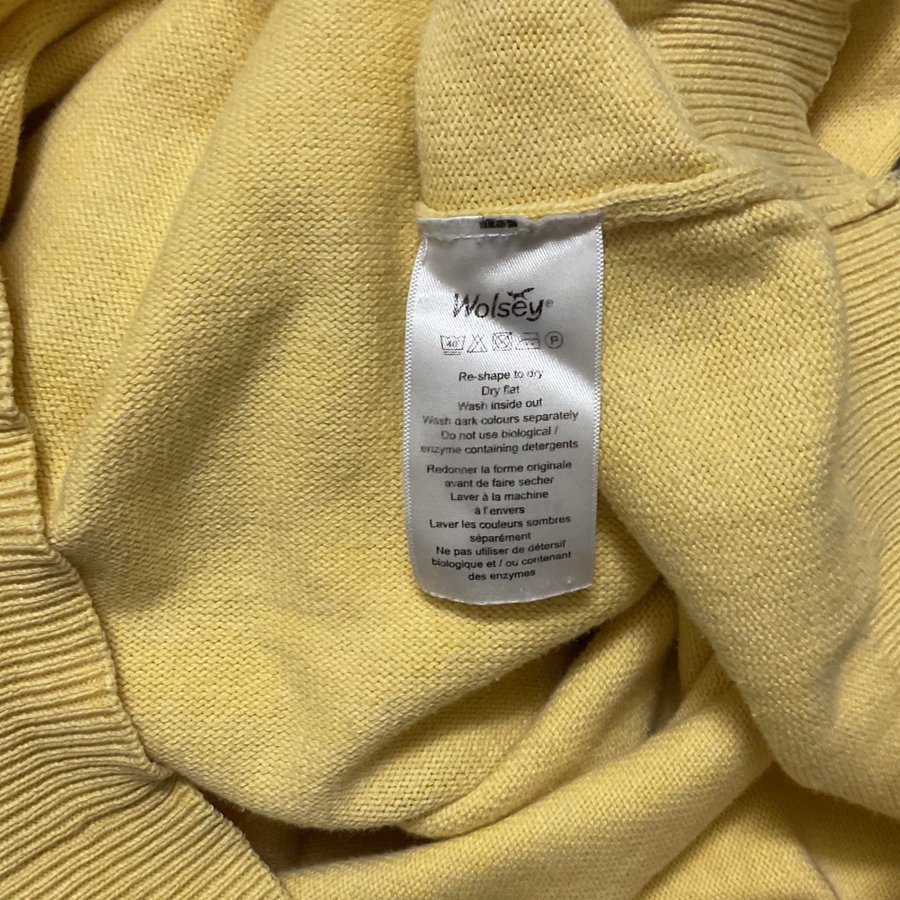 Wolsey®
40 P
Re-shape to dry
Dry flat
Wash inside out
Wash dark colours separately
Do not use biological /
enzyme containing detergents
Redonner la forme originale
avant de faire secher
Laver à la machine
à l'envers
Laver les couleurs sombres
séparément
Ne pas utiliser de détersif
biologique et / ou contenant
des enzymes